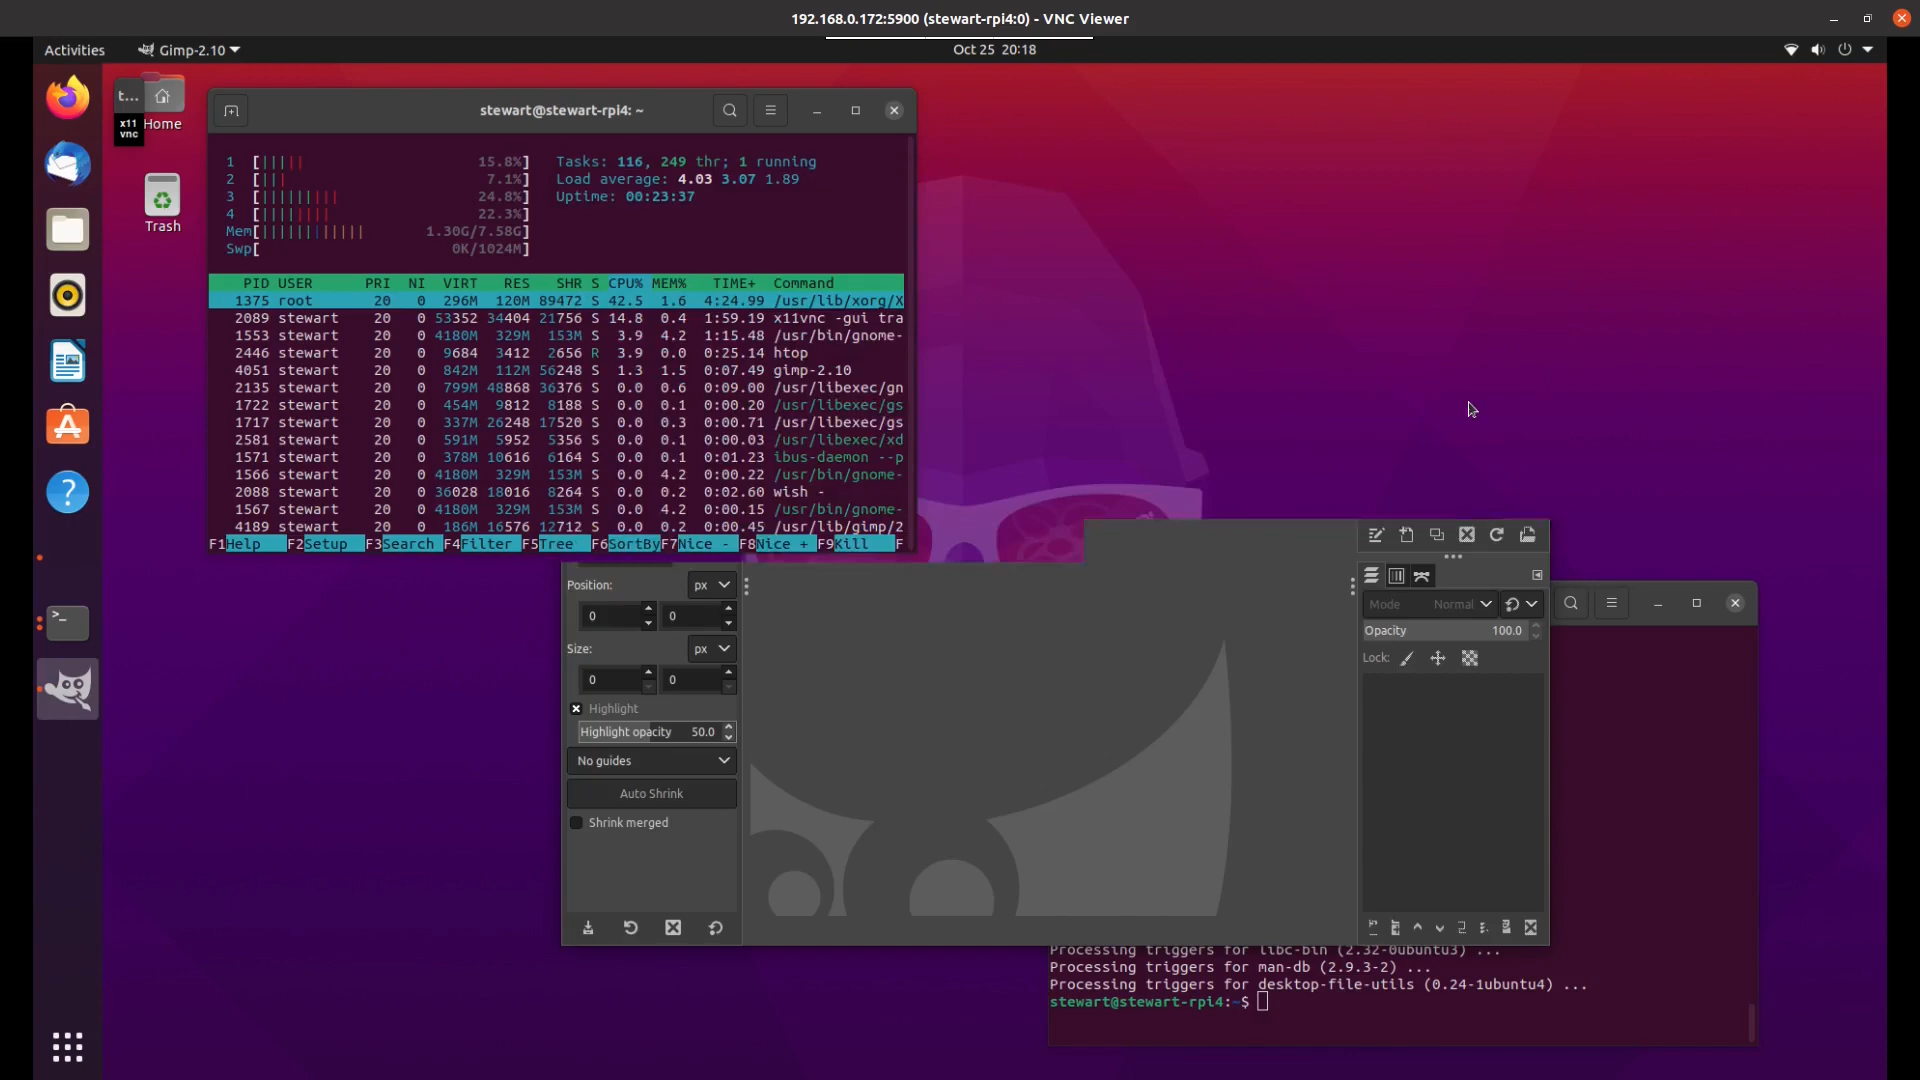 192.168.0.172:5900 (stewart-rpi4:0) - VNC Viewer
Activities Gimp-2.10 Oct 25 20:18
t...
x11
vnc
Home
Trash
stewart@stewart-rpi4: ~
1 [||||| 15.8%] Tasks: 116, 249 thr; 1 running
2 [||| 7.1%] Load average: 4.03 3.07 1.89
3 [||||||||| 24.8%] Uptime: 00:23:37
4 [|||||||| 22.3%]
Mem[|||||||||||| 1.30G/7.58G]
Swp[ 0K/1024M]
PID USER PRI NI VIRT RES SHR S CPU% MEM% TIME+ Command
1375 root 20 0 296M 120M 89472 S 42.5 1.6 4:24.99 /usr/lib/xorg/X
2089 stewart 20 0 53352 34404 21756 S 14.8 0.4 1:59.19 x11vnc -gui tra
1553 stewart 20 0 4180M 329M 153M S 3.9 4.2 1:15.48 /usr/bin/gnome-
2446 stewart 20 0 9684 3412 2656 R 3.9 0.0 0:25.14 htop
4051 stewart 20 0 842M 112M 56248 S 1.3 1.5 0:07.49 gimp-2.10
2135 stewart 20 0 799M 48868 36376 S 0.0 0.6 0:09.00 /usr/libexec/gn
1722 stewart 20 0 454M 9812 8188 S 0.0 0.1 0:00.20 /usr/libexec/gs
1717 stewart 20 0 337M 26248 17520 S 0.0 0.3 0:00.71 /usr/libexec/gs
2581 stewart 20 0 591M 5952 5356 S 0.0 0.1 0:00.03 /usr/libexec/xd
1571 stewart 20 0 378M 10616 6164 S 0.0 0.1 0:01.23 ibus-daemon --p
1566 stewart 20 0 4180M 329M 153M S 0.0 4.2 0:00.22 /usr/bin/gnome-
2088 stewart 20 0 36028 18016 8264 S 0.0 0.2 0:02.60 wish -
1567 stewart 20 0 4180M 329M 153M S 0.0 4.2 0:00.15 /usr/bin/gnome-
4189 stewart 20 0 186M 16576 12712 S 0.0 0.2 0:00.45 /usr/lib/gimp/2
F1Help F2Setup F3Search F4Filter F5Tree F6SortBy F7Nice - F8Nice + F9Kill F
Position: px
0 0
Size: px
0 0
Highlight
Highlight opacity 50.0
No guides
Auto Shrink
Shrink merged
Mode Normal
Opacity 100.0
Lock:
Processing triggers for libc-bin (2.32-0ubuntu3) ...
Processing triggers for man-db (2.9.3-2) ...
Processing triggers for desktop-file-utils (0.24-1ubuntu4) ...
stewart@stewart-rpi4:~$